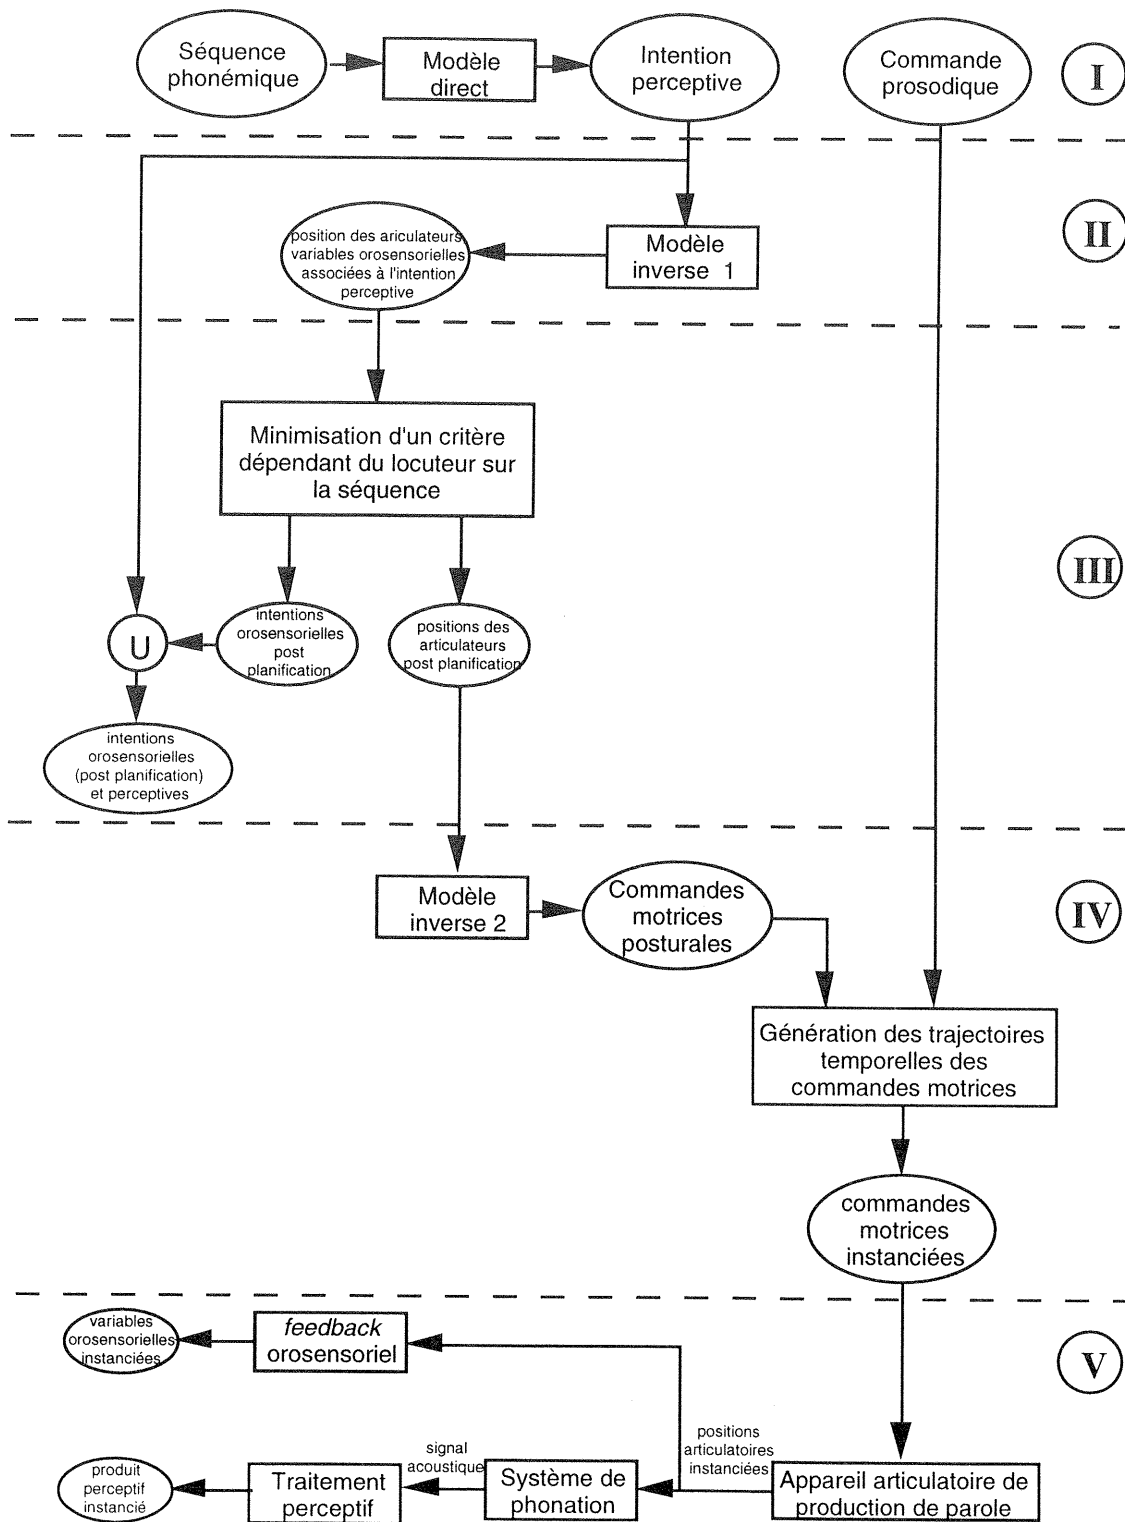 Séquence
phonémique
Modèle
direct
Intention
perceptive
Commande
prosodique
I
position des ariculateurs
variables orosensorielles
associées à l'intention
perceptive
Modèle
inverse 1
II
Minimisation d'un critère
dépendant du locuteur sur
la séquence
III
U
intentions
orosensorielles
post
planification
positions des
articulateurs
post planification
intentions
orosensorielles
(post planification)
et perceptives
Modèle
inverse 2
Commandes
motrices
posturales
IV
Génération des trajectoires
temporelles des
commandes motrices
commandes
motrices
instanciées
variables
orosensorielles
instanciées
feedback
orosensoriel
V
produit
perceptif
instancié
Traitement
perceptif
signal
acoustique
Système de
phonation
positions
articulatoires
instanciées
Appareil articulatoire de
production de parole